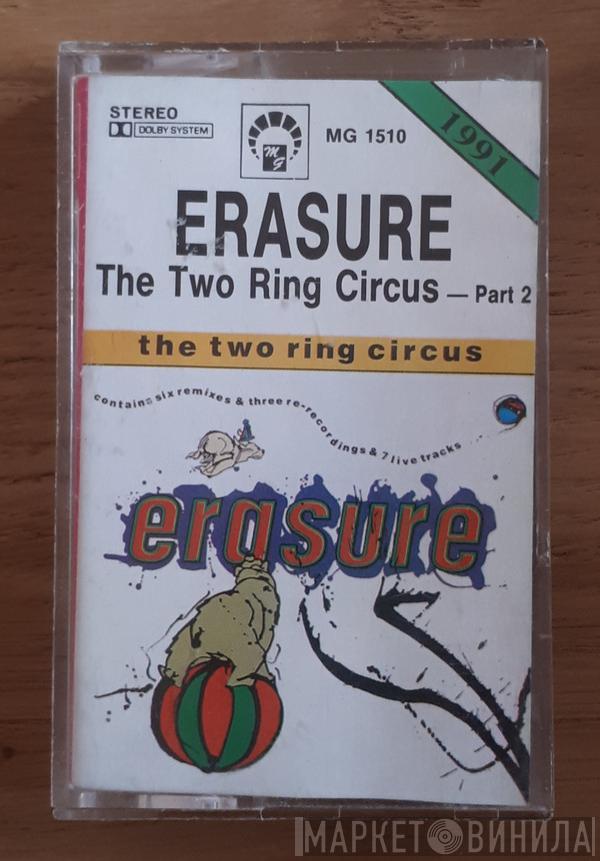 STEREO
DOLBY SYSTEM
MG
MG 1510
1991
ERASURE
The Two Ring Circus — Part 2
the two ring circus
contains six remixes & three re-recordings & 7 live tracks
erasure
МАРКЕТ ВИНИЛА